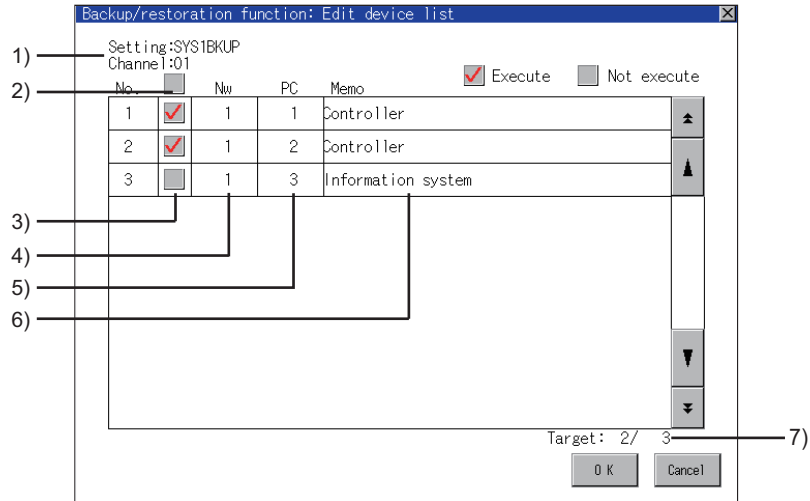 Backup/restoration function: Edit device list
1)
Setting:SYS1BKUP
Channel:01
2)
Execute
Not execute
No. Nw PC Memo
1 1 1 Controller
2 1 2 Controller
3 1 3 Information system
3)
4)
5)
6)
Target: 2/ 3
7)
OK
Cancel